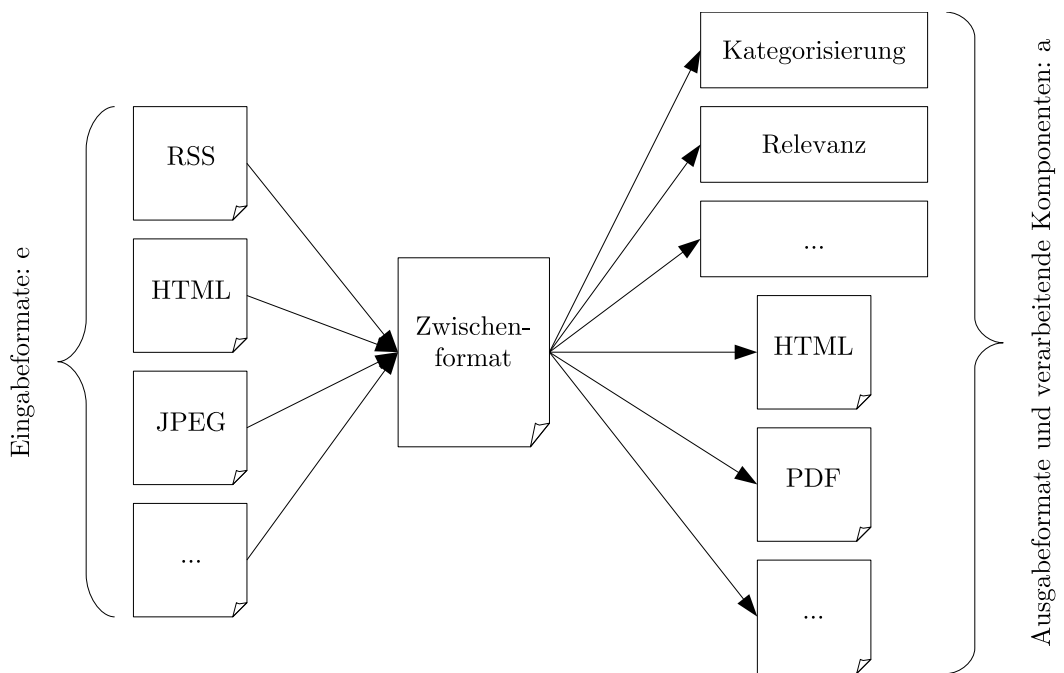 Eingabeformate: e
RSS
HTML
JPEG
...
Zwischen-
format
Kategorisierung
Relevanz
...
HTML
PDF
...
Ausgabeformate und verarbeitende Komponenten: a